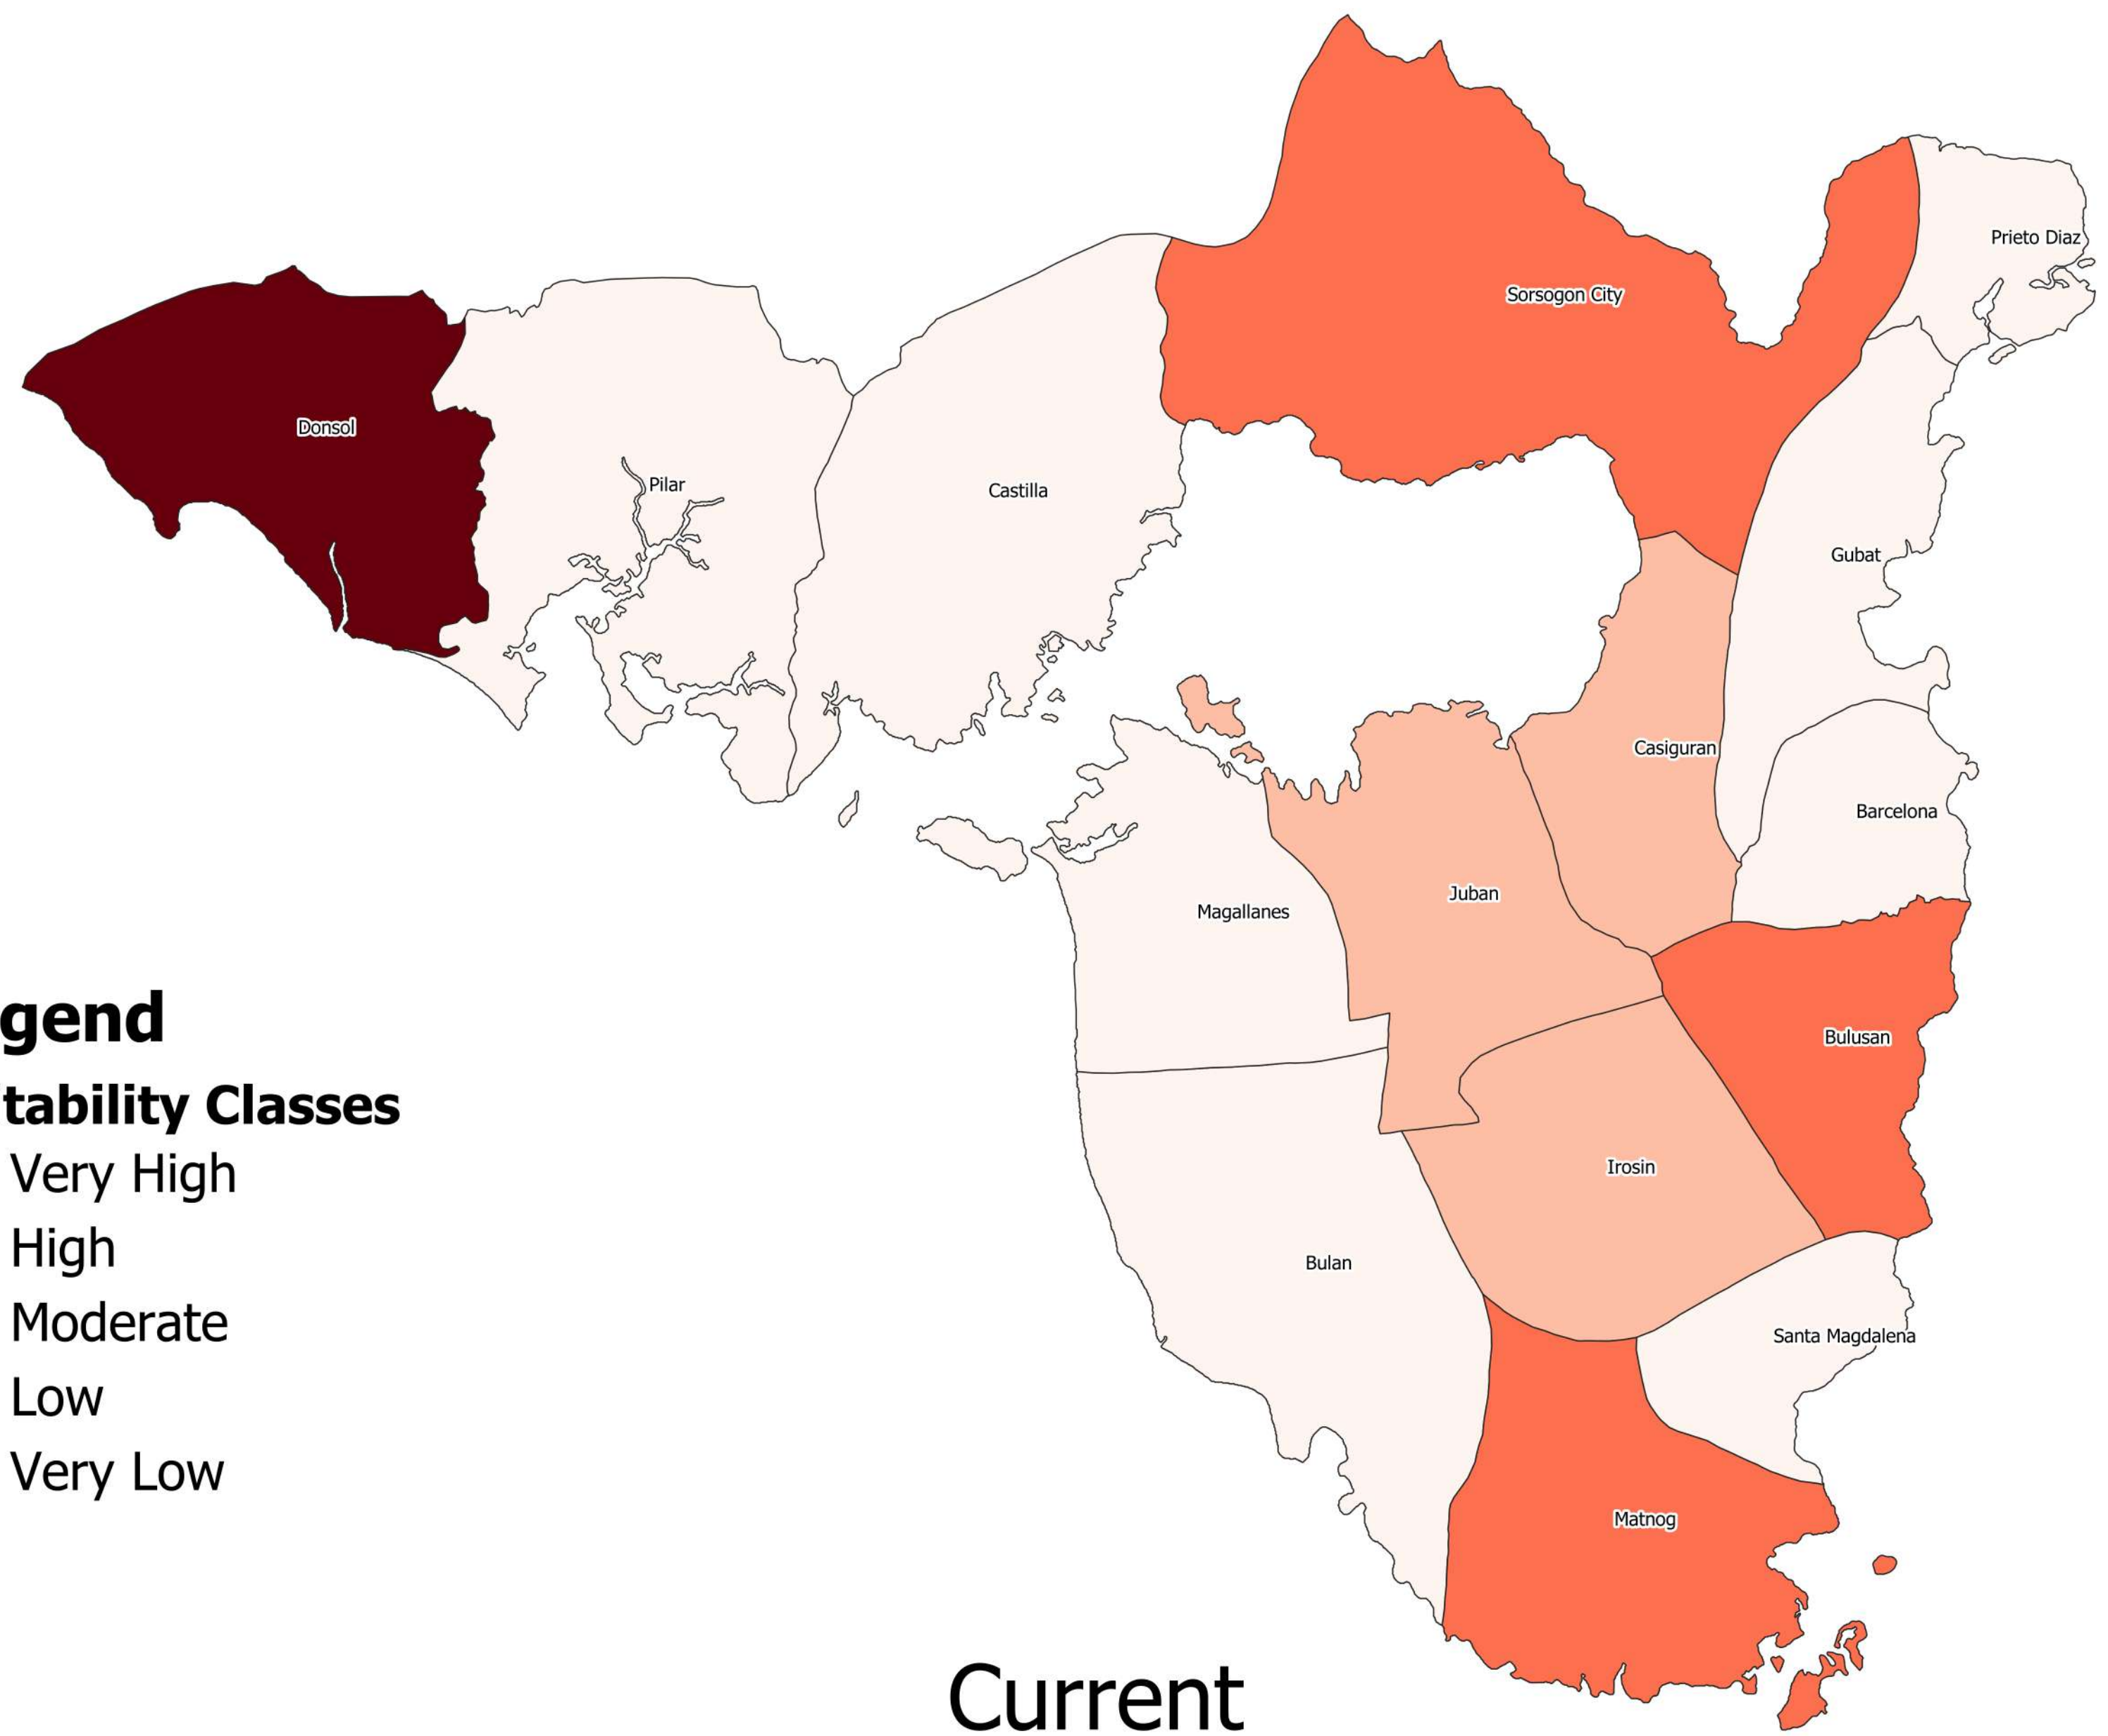 Prieto Diaz
Sorsogon City
Donsol
Pilar
Castilla
Gubat
Casiguran
Barcelona
Juban
Magallanes
gend
Bulusan
tability Classes
Very High
Irosin
High
Bulan
Moderate
Santa Magdalena
Low
Very Low
Matnog
Current